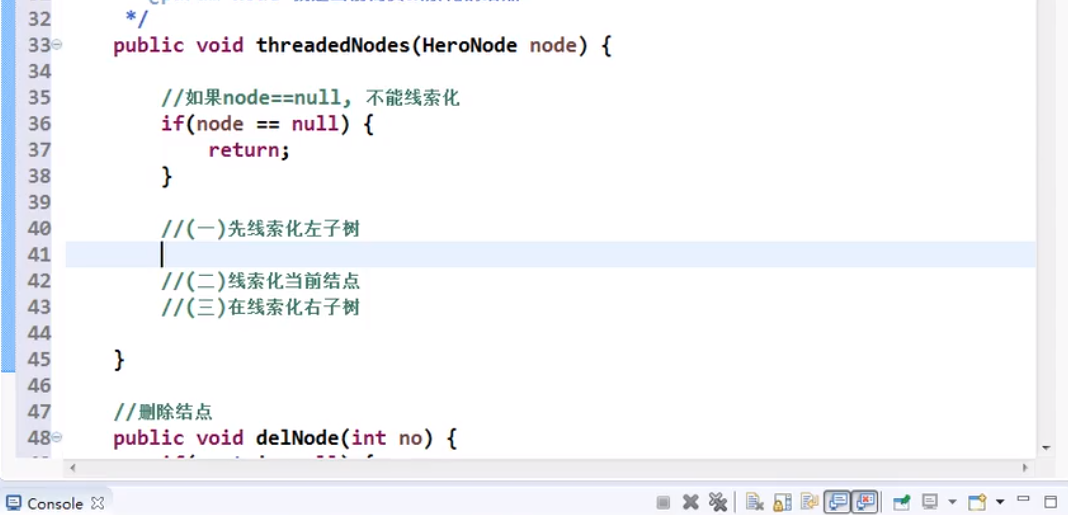 32 */
33 public void threadedNodes(HeroNode node) {
34
35 //如果node==null, 不能线索化
36 if(node == null) {
37 return;
38 }
39
40 //(一)先线索化左子树
41
42 //(二)线索化当前结点
43 //(三)在线索化右子树
44
45 }
46
47 //删除结点
48 public void delNode(int no) {
Console